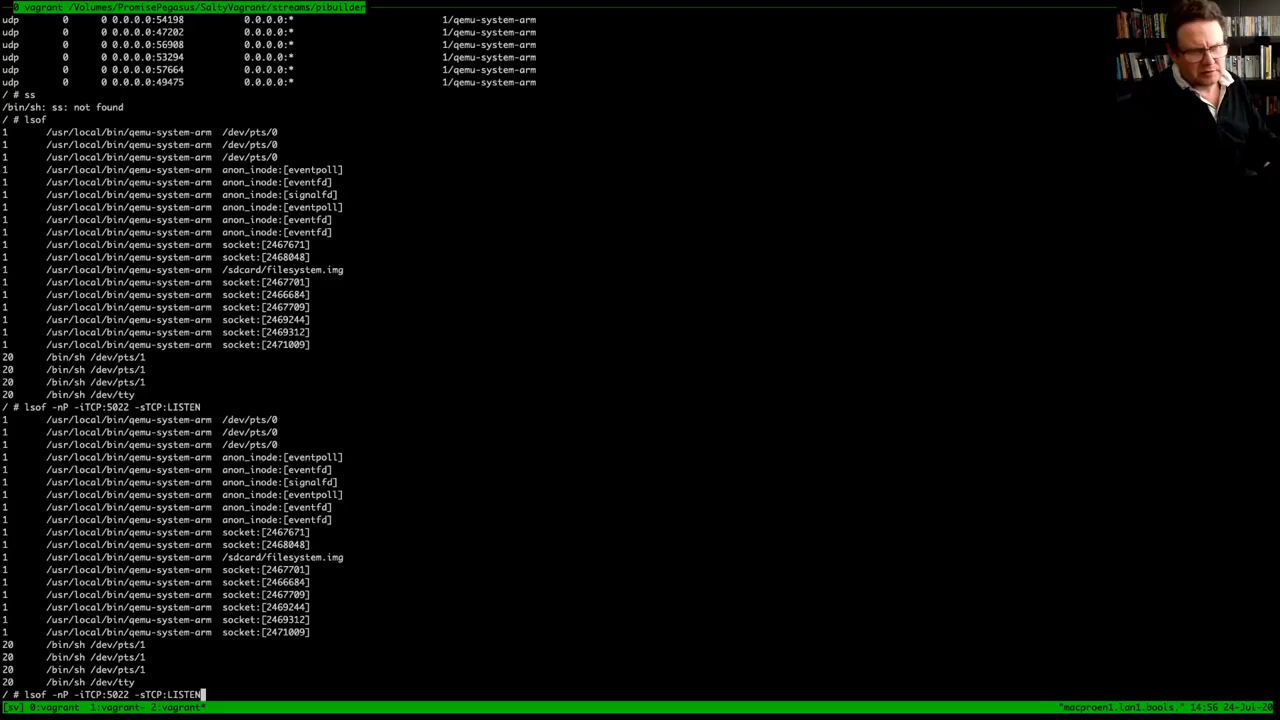 0 vagrant /Volumes/PromisePegasus/SaltyVagrant/streams/pibuilder
udp 0 0 0.0.0.0:54198 0.0.0.0:* 1/qemu-system-arm
udp 0 0 0.0.0.0:47202 0.0.0.0:* 1/qemu-system-arm
udp 0 0 0.0.0.0:56908 0.0.0.0:* 1/qemu-system-arm
udp 0 0 0.0.0.0:53294 0.0.0.0:* 1/qemu-system-arm
udp 0 0 0.0.0.0:57664 0.0.0.0:* 1/qemu-system-arm
udp 0 0 0.0.0.0:49475 0.0.0.0:* 1/qemu-system-arm
/ # ss
/bin/sh: ss: not found
/ # lsof
1 /usr/local/bin/qemu-system-arm /dev/pts/0
1 /usr/local/bin/qemu-system-arm /dev/pts/0
1 /usr/local/bin/qemu-system-arm /dev/pts/0
1 /usr/local/bin/qemu-system-arm anon_inode:[eventpoll]
1 /usr/local/bin/qemu-system-arm anon_inode:[eventfd]
1 /usr/local/bin/qemu-system-arm anon_inode:[signalfd]
1 /usr/local/bin/qemu-system-arm anon_inode:[eventpoll]
1 /usr/local/bin/qemu-system-arm anon_inode:[eventfd]
1 /usr/local/bin/qemu-system-arm anon_inode:[eventfd]
1 /usr/local/bin/qemu-system-arm socket:[2467671]
1 /usr/local/bin/qemu-system-arm socket:[2468048]
1 /usr/local/bin/qemu-system-arm /sdcard/filesystem.img
1 /usr/local/bin/qemu-system-arm socket:[2467701]
1 /usr/local/bin/qemu-system-arm socket:[2466684]
1 /usr/local/bin/qemu-system-arm socket:[2467709]
1 /usr/local/bin/qemu-system-arm socket:[2469244]
1 /usr/local/bin/qemu-system-arm socket:[2469312]
1 /usr/local/bin/qemu-system-arm socket:[2471009]
20 /bin/sh /dev/pts/1
20 /bin/sh /dev/pts/1
20 /bin/sh /dev/pts/1
20 /bin/sh /dev/tty
/ # lsof -nP -iTCP:5022 -sTCP:LISTEN
1 /usr/local/bin/qemu-system-arm /dev/pts/0
1 /usr/local/bin/qemu-system-arm /dev/pts/0
1 /usr/local/bin/qemu-system-arm /dev/pts/0
1 /usr/local/bin/qemu-system-arm anon_inode:[eventpoll]
1 /usr/local/bin/qemu-system-arm anon_inode:[eventfd]
1 /usr/local/bin/qemu-system-arm anon_inode:[signalfd]
1 /usr/local/bin/qemu-system-arm anon_inode:[eventpoll]
1 /usr/local/bin/qemu-system-arm anon_inode:[eventfd]
1 /usr/local/bin/qemu-system-arm anon_inode:[eventfd]
1 /usr/local/bin/qemu-system-arm socket:[2467671]
1 /usr/local/bin/qemu-system-arm socket:[2468048]
1 /usr/local/bin/qemu-system-arm /sdcard/filesystem.img
1 /usr/local/bin/qemu-system-arm socket:[2467701]
1 /usr/local/bin/qemu-system-arm socket:[2466684]
1 /usr/local/bin/qemu-system-arm socket:[2467709]
1 /usr/local/bin/qemu-system-arm socket:[2469244]
1 /usr/local/bin/qemu-system-arm socket:[2469312]
1 /usr/local/bin/qemu-system-arm socket:[2471009]
20 /bin/sh /dev/pts/1
20 /bin/sh /dev/pts/1
20 /bin/sh /dev/pts/1
20 /bin/sh /dev/tty
/ # lsof -nP -iTCP:5022 -sTCP:LISTEN
[sv] 0:vagrant 1:vagrant- 2:vagrant* "macproen1.lan1.bools." 14:56 24-Jul-20